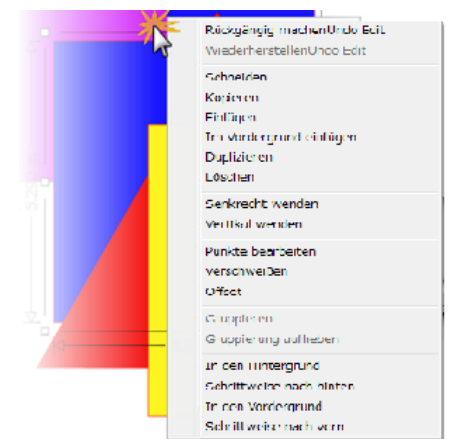 Rückgängig machenUndo Edit
WiederherstellenUndo Edit
Schneiden
Kopieren
Einfügen
Im Vordergrund einfügen
Duplizieren
Löschen
Senkrecht wenden
Vertikal wenden
Punkte bearbeiten
Verschweißen
Offset
Gruppieren
Gruppierung aufheben
In den Hintergrund
Schrittweise nach hinten
In den Vordergrund
Schrittweise nach vorn